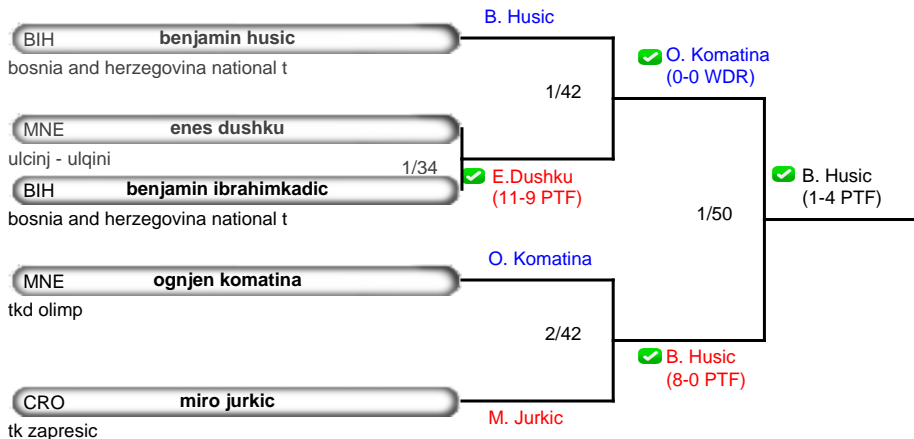 B. Husic
BIH benjamin husic
bosnia and herzegovina national t
O. Komatina
(0-0 WDR)
1/42
MNE enes dushku
ulcinj - ulqini
1/34
E.Dushku
(11-9 PTF)
BIH benjamin ibrahimkadic
bosnia and herzegovina national t
B. Husic
(1-4 PTF)
1/50
O. Komatina
MNE ognjen komatina
tkd olimp
2/42
B. Husic
(8-0 PTF)
CRO miro jurkic
M. Jurkic
tk zapresic